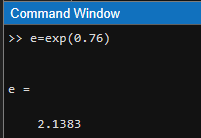 Command Window
>> e=exp(0.76)
e =
2.1383